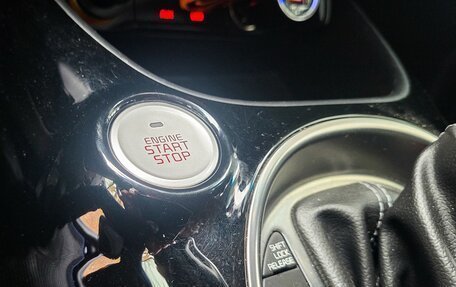 ENGINE
START
STOP
SHIFT
LOCK
RELEASE